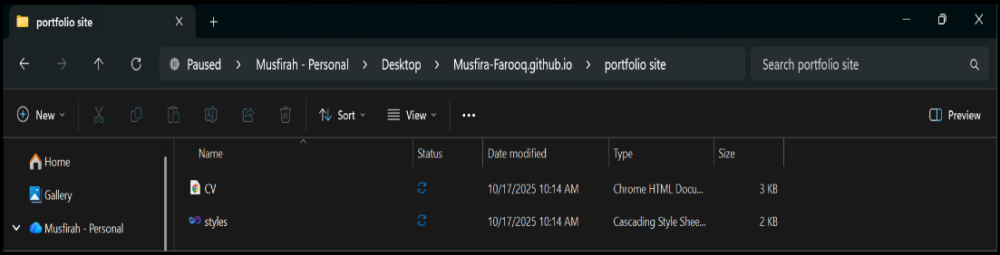 portfolio site
Paused > Musfirah - Personal > Desktop > Musfira-Farooq.github.io > portfolio site
Search portfolio site
New
Sort
View
Preview
Name Status Date modified Type Size
Home
Gallery
Musfirah - Personal
CV 10/17/2025 10:14 AM Chrome HTML Docu... 3 KB
styles 10/17/2025 10:14 AM Cascading Style Shee... 2 KB